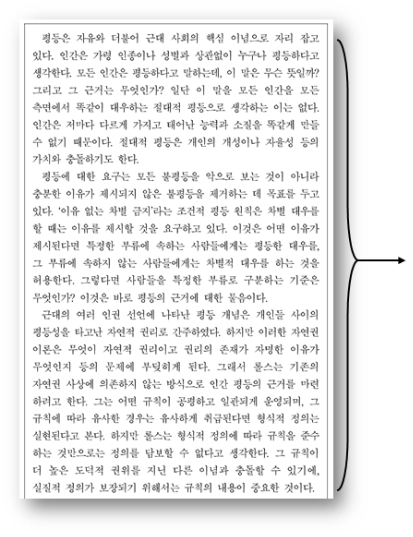 평등은 자유와 더불어 근대 사회의 핵심 이념으로 자리 잡고
있다. 인간은 가령 인종이나 성별과 상관없이 누구나 평등하다고
생각한다. 모든 인간은 평등하다고 말하는데, 이 말은 무슨 뜻일까?
그리고 그 근거는 무엇인가? 일단 이 말을 모든 인간을 모든
측면에서 똑같이 대우하는 절대적 평등으로 생각하는 이는 없다.
인간은 저마다 다르게 가지고 태어난 능력과 소질을 똑같게 만들
수 없기 때문이다. 절대적 평등은 개인의 개성이나 자율성 등의
가치와 충돌하기도 한다.
평등에 대한 요구는 모든 불평등을 악으로 보는 것이 아니라
충분한 이유가 제시되지 않은 불평등을 제거하는 데 목표를 두고
있다. ‘이유 없는 차별 금지’라는 조건적 평등 원칙은 차별 대우를
할 때는 이유를 제시할 것을 요구하고 있다. 이것은 어떤 이유가
제시된다면 특정한 부류에 속하는 사람들에게는 평등한 대우를,
그 부류에 속하지 않는 사람들에게는 차별적 대우를 하는 것을
허용한다. 그렇다면 사람들을 특정한 부류로 구분하는 기준은
무엇인가? 이것은 바로 평등의 근거에 대한 물음이다.
근대의 여러 인권 선언에 나타난 평등 개념은 개인들 사이의
평등성을 타고난 자연적 권리로 간주하였다. 하지만 이러한 자연권
이론은 무엇이 자연적 권리이고 권리의 존재가 자명한 이유가
무엇인지 등의 문제에 부딪히게 된다. 그래서 롤스는 기존의
자연권 사상에 의존하지 않는 방식으로 인간 평등의 근거를 마련
하려고 한다. 그는 어떤 규칙이 공평하고 일관되게 운영되며, 그
규칙에 따라 유사한 경우는 유사하게 취급된다면 형식적 정의는
실현된다고 본다. 하지만 롤스는 형식적 정의에 따라 규칙을 준수
하는 것만으로는 정의를 담보할 수 없다고 생각한다. 그 규칙이
더 높은 도덕적 권위를 지닌 다른 이념과 충돌할 수 있기에,
실질적 정의가 보장되기 위해서는 규칙의 내용이 중요한 것이다.